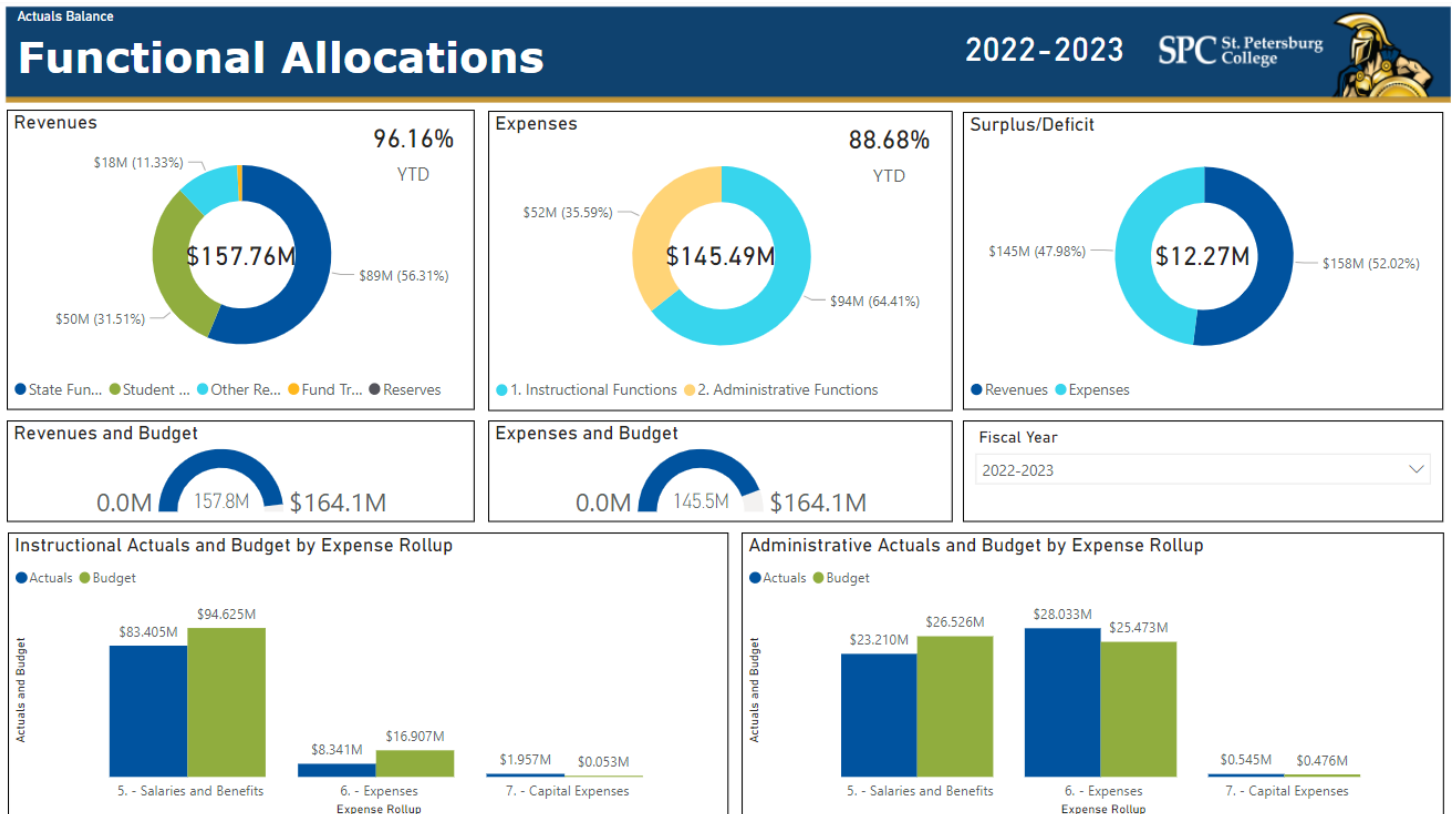 Actuals Balance
Functional Allocations
2022-2023
SPC St. Petersburg
College
Revenues
96.16%
YTD
$18M (11.33%)
$157.76M
$89M (56.31%)
$50M (31.51%)
State Fun... Student ... Other Re... Fund Tr... Reserves
Expenses
88.68%
YTD
$52M (35.59%)
$145.49M
$94M (64.41%)
1. Instructional Functions 2. Administrative Functions
Surplus/Deficit
$145M (47.98%)
$12.27M
$158M (52.02%)
Revenues Expenses
Revenues and Budget
0.0M 157.8M $164.1M
Expenses and Budget
0.0M 145.5M $164.1M
Fiscal Year
2022-2023
Instructional Actuals and Budget by Expense Rollup
Actuals Budget
Actuals and Budget
$83.405M $94.625M
$8.341M $16.907M
$1.957M $0.053M
5. - Salaries and Benefits 6. - Expenses 7. - Capital Expenses
Expense Rollup
Administrative Actuals and Budget by Expense Rollup
Actuals Budget
Actuals and Budget
$23.210M $26.526M
$28.033M $25.473M
$0.545M $0.476M
5. - Salaries and Benefits 6. - Expenses 7. - Capital Expenses
Expense Rollup